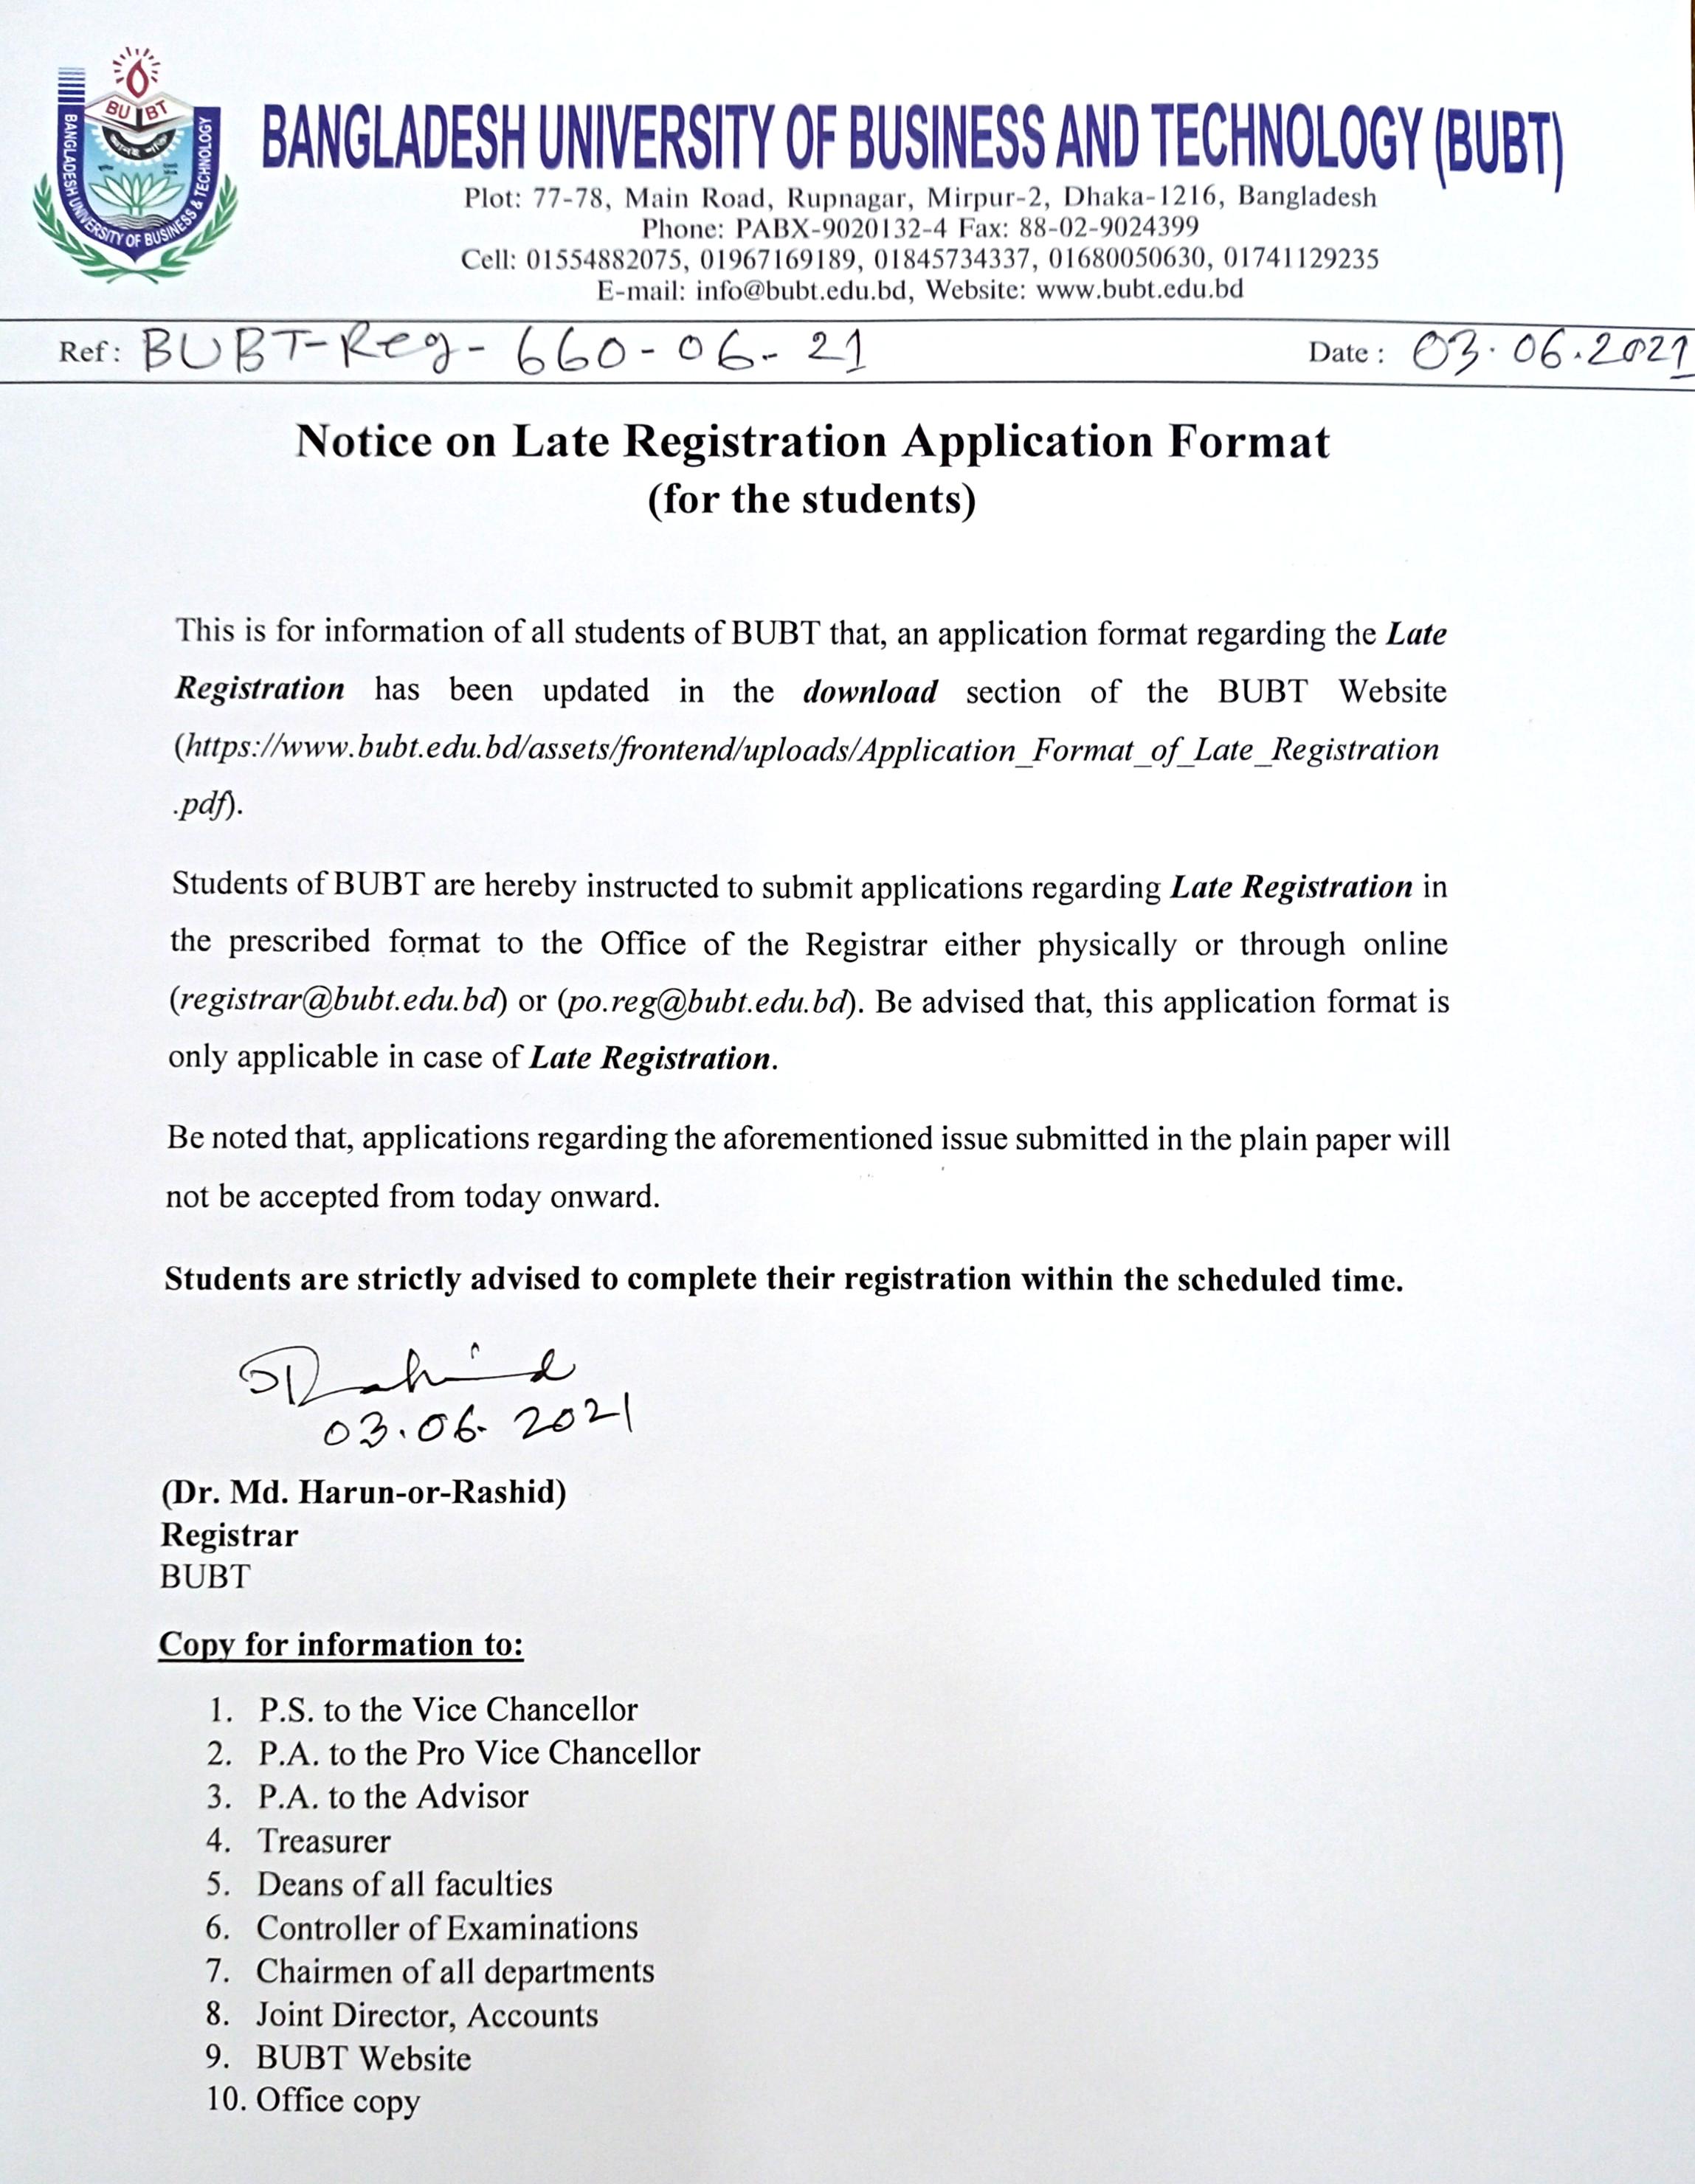 BU BT
BANGLADESH UNIVERSITY OF BUSINESS & TECHNOLOGY
BANGLADESH UNIVERSITY OF BUSINESS AND TECHNOLOGY (BUBT)
Plot: 77-78, Main Road, Rupnagar, Mirpur-2, Dhaka-1216, Bangladesh
Phone: PABX-9020132-4 Fax: 88-02-9024399
Cell: 01554882075, 01967169189, 01845734337, 01680050630, 01741129235
E-mail: info@bubt.edu.bd, Website: www.bubt.edu.bd
Ref: BUBT-Reg-660-06-21 Date: 03.06.2021
Notice on Late Registration Application Format
(for the students)
This is for information of all students of BUBT that, an application format regarding the Late
Registration has been updated in the download section of the BUBT Website
(https://www.bubt.edu.bd/assets/frontend/uploads/Application_Format_of_Late_Registration
.pdf).
Students of BUBT are hereby instructed to submit applications regarding Late Registration in
the prescribed format to the Office of the Registrar either physically or through online
(registrar@bubt.edu.bd) or (po.reg@bubt.edu.bd). Be advised that, this application format is
only applicable in case of Late Registration.
Be noted that, applications regarding the aforementioned issue submitted in the plain paper will
not be accepted from today onward.
Students are strictly advised to complete their registration within the scheduled time.
03.06.2021
(Dr. Md. Harun-or-Rashid)
Registrar
BUBT
Copy for information to:
1. P.S. to the Vice Chancellor
2. P.A. to the Pro Vice Chancellor
3. P.A. to the Advisor
4. Treasurer
5. Deans of all faculties
6. Controller of Examinations
7. Chairmen of all departments
8. Joint Director, Accounts
9. BUBT Website
10. Office copy